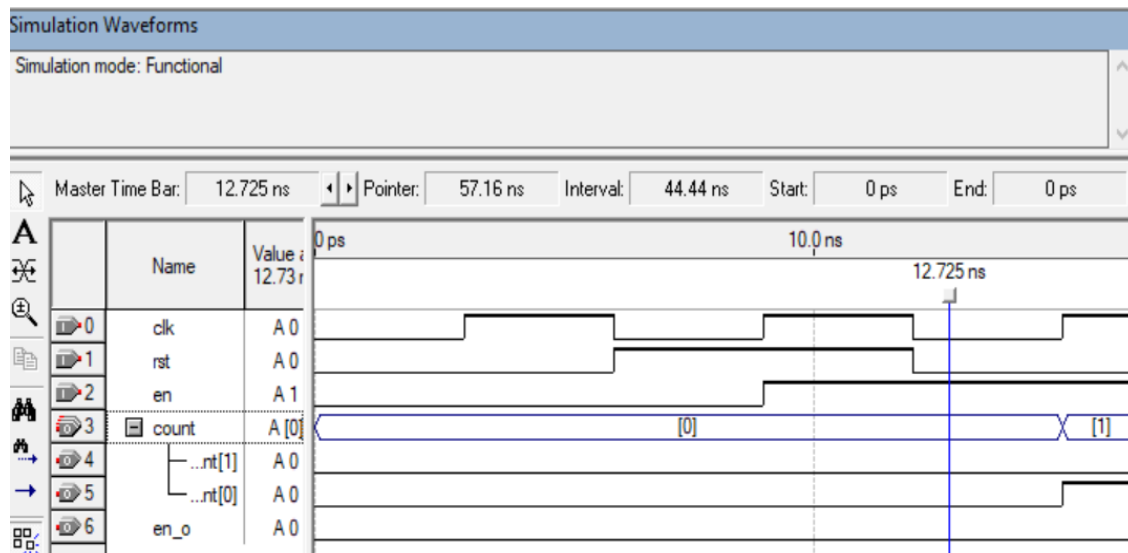 Simulation Waveforms
Simulation mode: Functional
Master Time Bar: 12.725 ns Pointer: 57.16 ns Interval: 44.44 ns Start: 0 ps End: 0 ps
A
Name Value a 12.73 n 0 ps 10.0 ns
12.725 ns
0 clk A 0
1 rst A 0
2 en A 1
3 count A [0] [0] [1]
4 ...nt[1] A 0
5 ...nt[0] A 0
6 en_o A 0